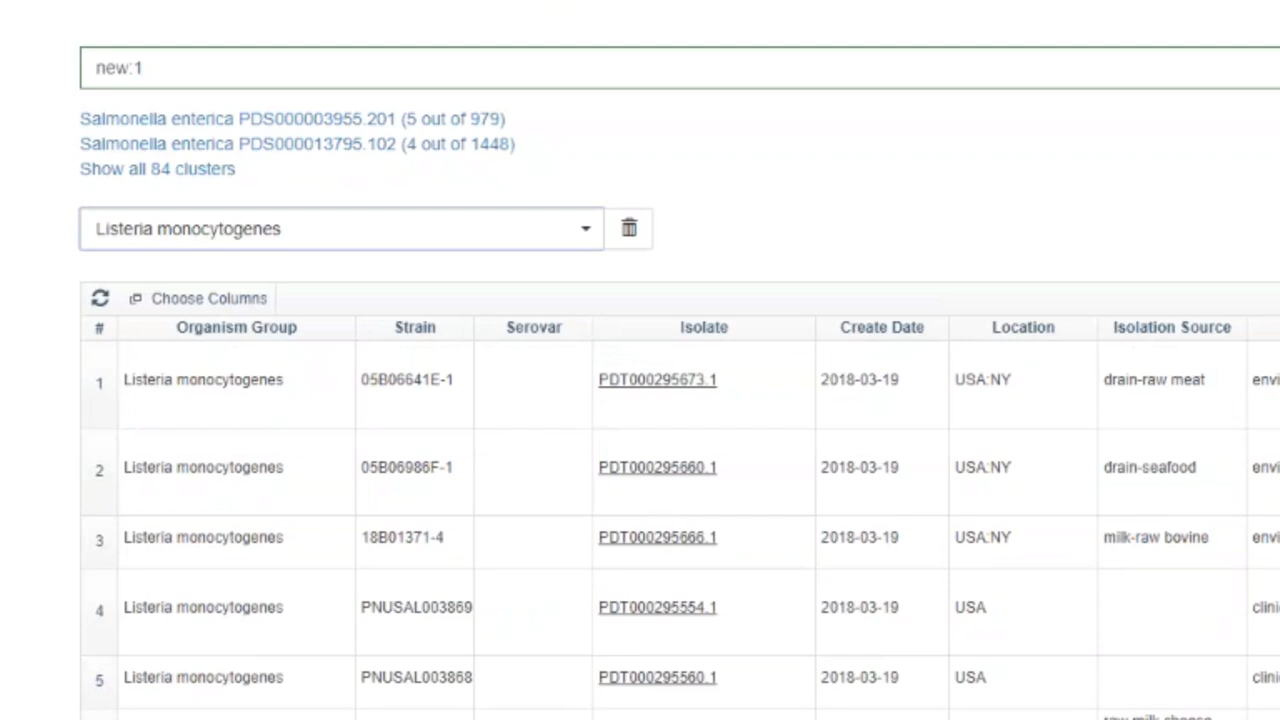 new:1
Salmonella enterica PDS000003955.201 (5 out of 979)
Salmonella enterica PDS000013795.102 (4 out of 1448)
Show all 84 clusters
Listeria monocytogenes
Choose Columns
# Organism Group Strain Serovar Isolate Create Date Location Isolation Source
1 Listeria monocytogenes 05B06641E-1 PDT000295673.1 2018-03-19 USA:NY drain-raw meat envi
2 Listeria monocytogenes 05B06986F-1 PDT000295660.1 2018-03-19 USA:NY drain-seafood envi
3 Listeria monocytogenes 18B01371-4 PDT000295666.1 2018-03-19 USA:NY milk-raw bovine envi
4 Listeria monocytogenes PNUSAL003869 PDT000295554.1 2018-03-19 USA clini
5 Listeria monocytogenes PNUSAL003868 PDT000295560.1 2018-03-19 USA clini